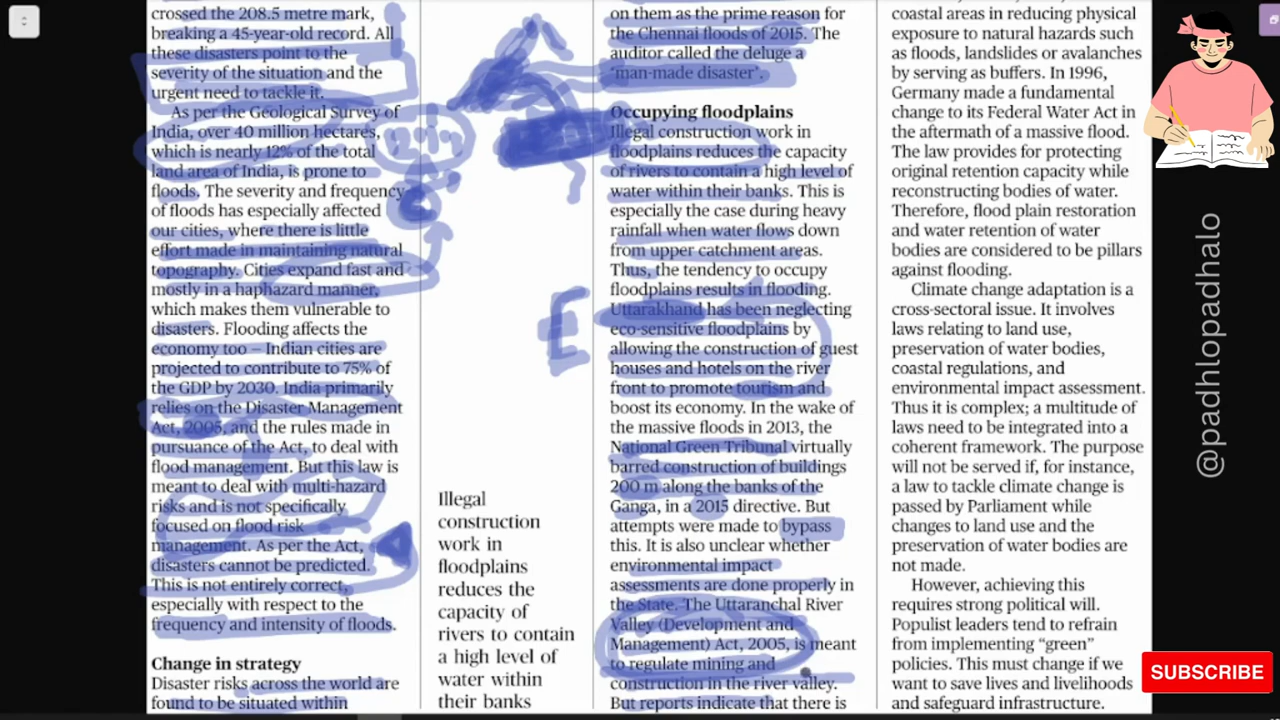 crossed the 208.5 metre mark,
breaking a 45-year-old record. All
these disasters point to the
severity of the situation and the
urgent need to tackle it.
As per the Geological Survey of
India, over 40 million hectares,
which is nearly 12% of the total
land area of India, is prone to
floods. The severity and frequency
of floods has especially affected
our cities, where there is little
effort made in maintaining natural
topography. Cities expand fast and
mostly in a haphazard manner,
which makes them vulnerable to
disasters. Flooding affects the
economy too — Indian cities are
projected to contribute to 75% of
the GDP by 2030. India primarily
relies on the Disaster Management
Act, 2005, and the rules made in
pursuance of the Act, to deal with
flood management. But this law is
meant to deal with multi-hazard
risks and is not specifically
focused on flood risk
management. As per the Act,
disasters cannot be predicted.
This is not entirely correct,
especially with respect to the
frequency and intensity of floods.
Change in strategy
Disaster risks across the world are
found to be situated within
Illegal
construction
work in
floodplains
reduces the
capacity of
rivers to contain
a high level of
water within
their banks
on them as the prime reason for
the Chennai floods of 2015. The
auditor called the deluge a
‘man-made disaster’.
Occupying floodplains
Illegal construction work in
floodplains reduces the capacity
of rivers to contain a high level of
water within their banks. This is
especially the case during heavy
rainfall when water flows down
from upper catchment areas.
Thus, the tendency to occupy
floodplains results in flooding.
Uttarakhand has been neglecting
eco-sensitive floodplains by
allowing the construction of guest
houses and hotels on the river
front to promote tourism and
boost its economy. In the wake of
the massive floods in 2013, the
National Green Tribunal virtually
barred construction of buildings
200 m along the banks of the
Ganga, in a 2015 directive. But
attempts were made to bypass
this. It is also unclear whether
environmental impact
assessments are done properly in
the State. The Uttaranchal River
Valley (Development and
Management) Act, 2005, is meant
to regulate mining and
construction in the river valley.
But reports indicate that there is
coastal areas in reducing physical
exposure to natural hazards such
as floods, landslides or avalanches
by serving as buffers. In 1996,
Germany made a fundamental
change to its Federal Water Act in
the aftermath of a massive flood.
The law provides for protecting
original retention capacity while
reconstructing bodies of water.
Therefore, flood plain restoration
and water retention of water
bodies are considered to be pillars
against flooding.
Climate change adaptation is a
cross-sectoral issue. It involves
laws relating to land use,
preservation of water bodies,
coastal regulations, and
environmental impact assessment.
Thus it is complex; a multitude of
laws need to be integrated into a
coherent framework. The purpose
will not be served if, for instance,
a law to tackle climate change is
passed by Parliament while
changes to land use and the
preservation of water bodies are
not made.
However, achieving this
requires strong political will.
Populist leaders tend to refrain
from implementing “green”
policies. This must change if we
want to save lives and livelihoods
and safeguard infrastructure.
@padhlopadhalo
SUBSCRIBE